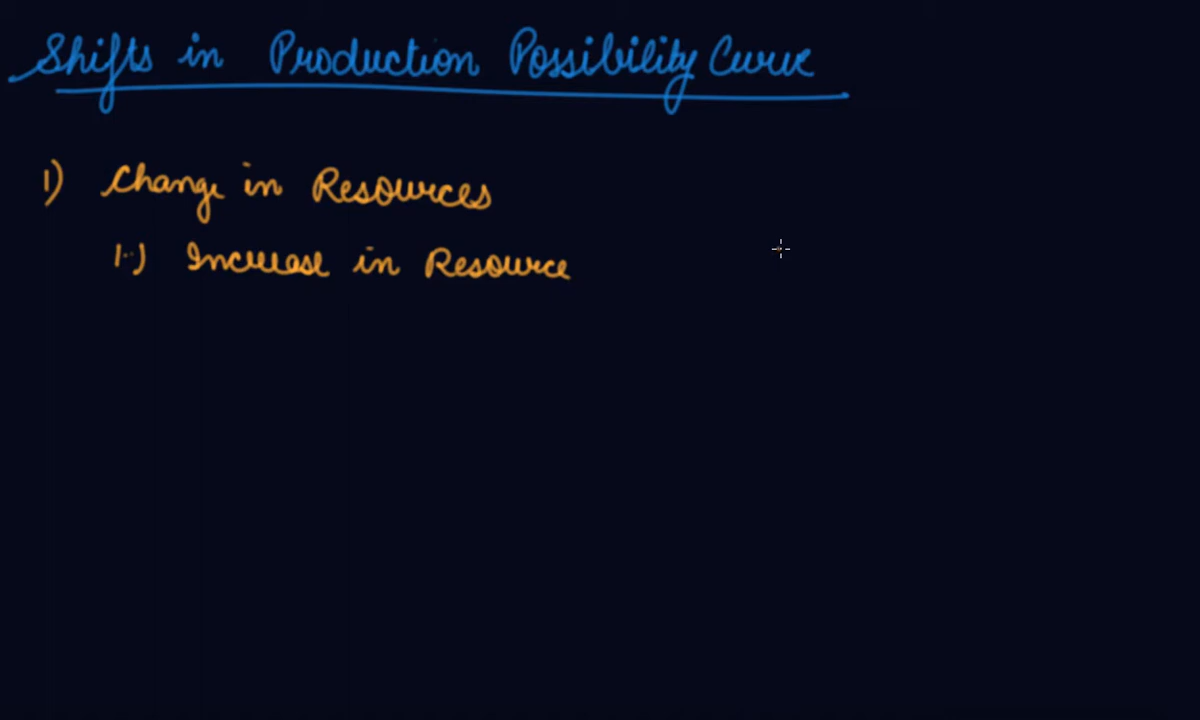 Shifts in Production Possibility Curve
1) Change in Resources
1.) Increase in Resource